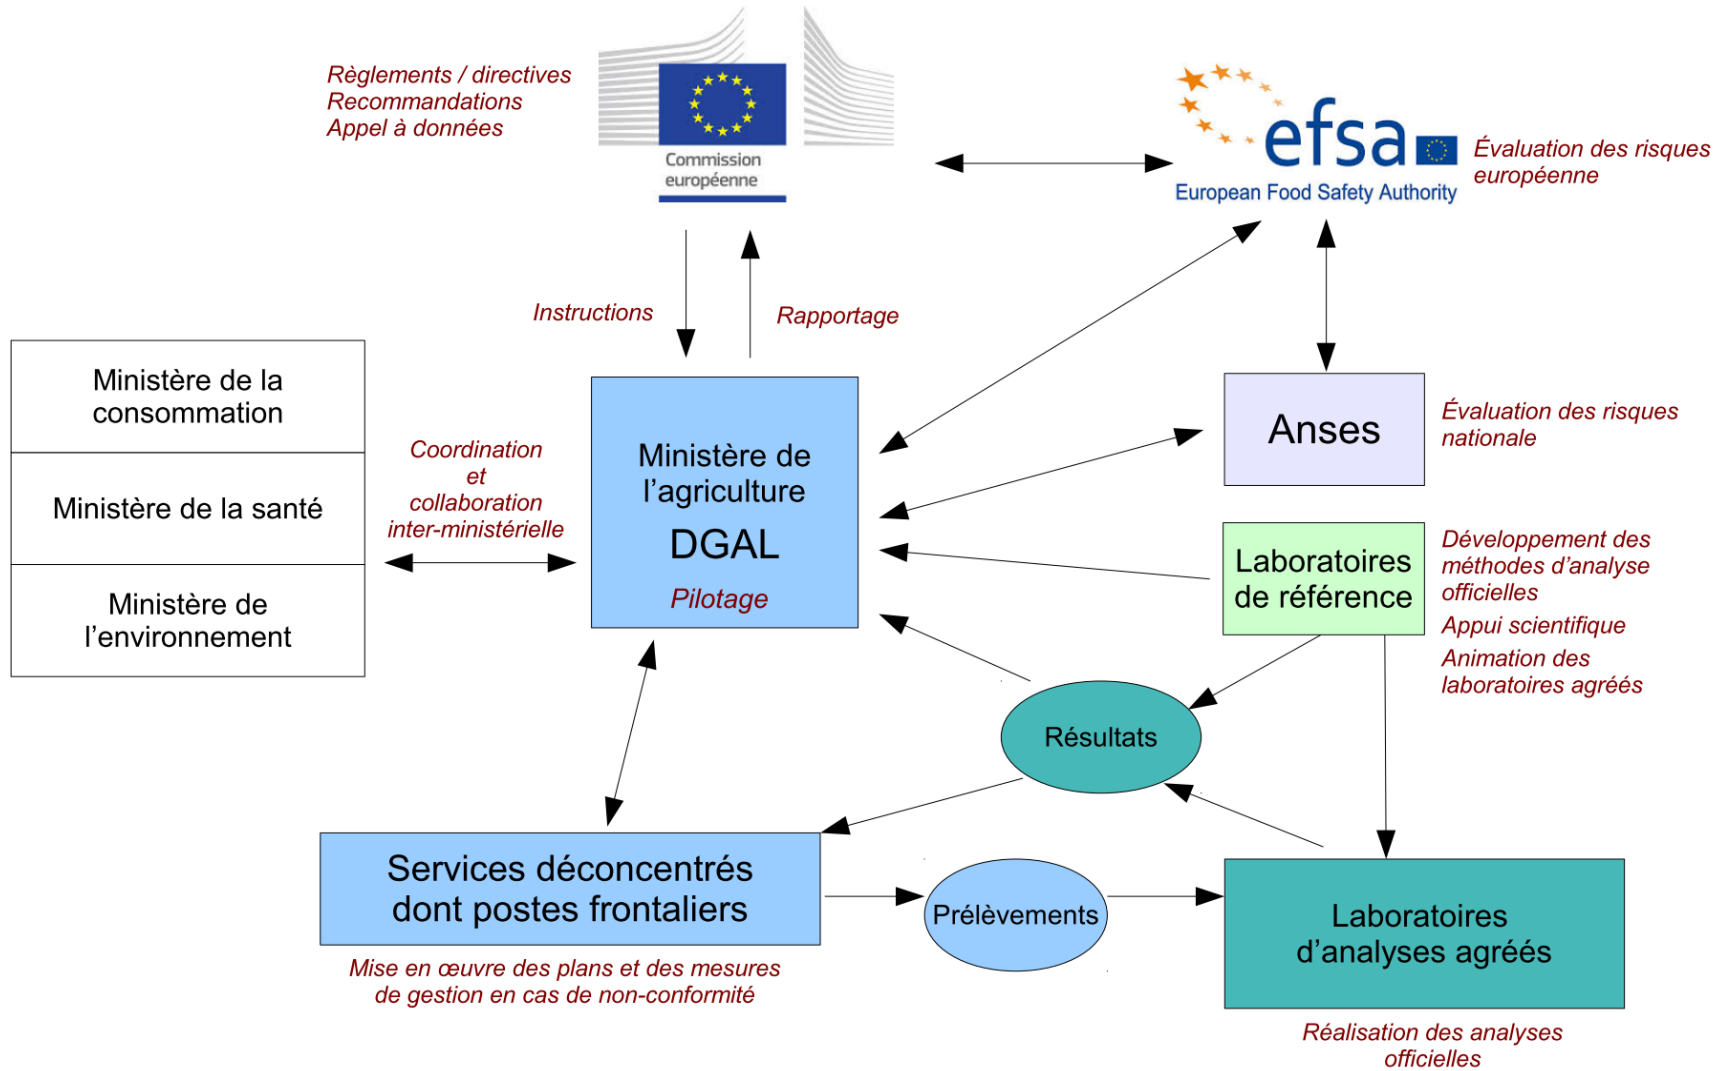 Règlements / directives
Recommandations
Appel à données
Commission
européenne
efsa
European Food Safety Authority
Évaluation des risques
européenne
Instructions
Rapportage
Ministère de la
consommation
Ministère de la santé
Ministère de
l’environnement
Coordination
et
collaboration
inter-ministérielle
Ministère de
l’agriculture
DGAL
Pilotage
Anses
Évaluation des risques
nationale
Laboratoires
de référence
Développement des
méthodes d’analyse
officielles
Appui scientifique
Animation des
laboratoires agréés
Résultats
Services déconcentrés
dont postes frontaliers
Mise en œuvre des plans et des mesures
de gestion en cas de non-conformité
Prélèvements
Laboratoires
d’analyses agréés
Réalisation des analyses
officielles